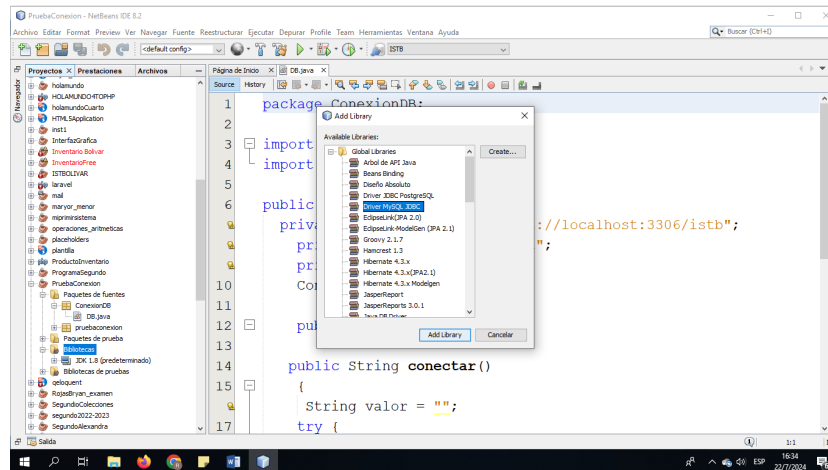 PruebaConexion - NetBeans IDE 8.2
Archivo Editar Format Preview Ver Navegar Fuente Reestructurar Ejecutar Depurar Profile Team Herramientas Ventana Ayuda
Buscar (Ctrl+I)
<default config>
ISTB
Proyectos Prestaciones Archivos
Página de Inicio DB.java
Source History
Navegador
holamundo
HOLAMUNDO4TOPHP
holamundoCuarto
HTML5Application
inst1
InterfazGrafica
Inventario Bolivar
InventarioFree
ISTBOLIVAR
laravel
mail
maryor_menor
miprimirsistema
operaciones_aritmeticas
placeholders
plantilla
ProductoInventario
ProgramaSegundo
PruebaConexion
Paquetes de fuentes
ConexionDB
DB.java
pruebaconexion
Paquetes de prueba
Bibliotecas
JDK 1.8 (predeterminado)
Bibliotecas de pruebas
qeloquent
RojasBryan_examen
SegundioColecciones
segundo2022-2023
SegundoAlexandra
1 package ConexionDB;
2
3 import
4 import
5
6 public
priva ://localhost:3306/istb";
pri ";
pri
10 Con
11
12 pub
13
14 public String conectar()
15 {
String valor = "";
17 try {
Add Library
Available Libraries:
Global Libraries
Arbol de API Java
Beans Binding
Diseño Absoluto
Driver JDBC PostgreSQL
Driver MySQL JDBC
EclipseLink(JPA 2.0)
EclipseLink-ModelGen (JPA 2.1)
Groovy 2.1.7
Hamcrest 1.3
Hibernate 4.3.x
Hibernate 4.3.x(JPA2.1)
Hibernate 4.3.x Modelgen
JasperReport
JasperReports 3.0.1
Java DB Driver
Create...
Add Library Cancelar
Salida
1:1
ESP
16:34
22/7/2024